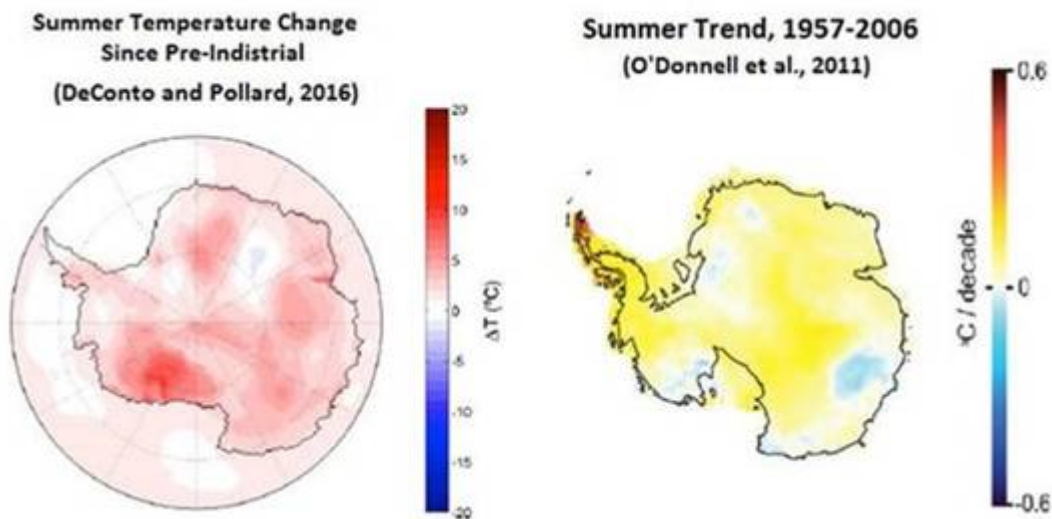 Summer Temperature Change
Since Pre-Indistrial
(DeConto and Pollard, 2016)
20
15
10
5
0
-5
-10
-15
-20
ΔT (°C)
Summer Trend, 1957-2006
(O'Donnell et al., 2011)
0.6
0
-0.6
°C / decade